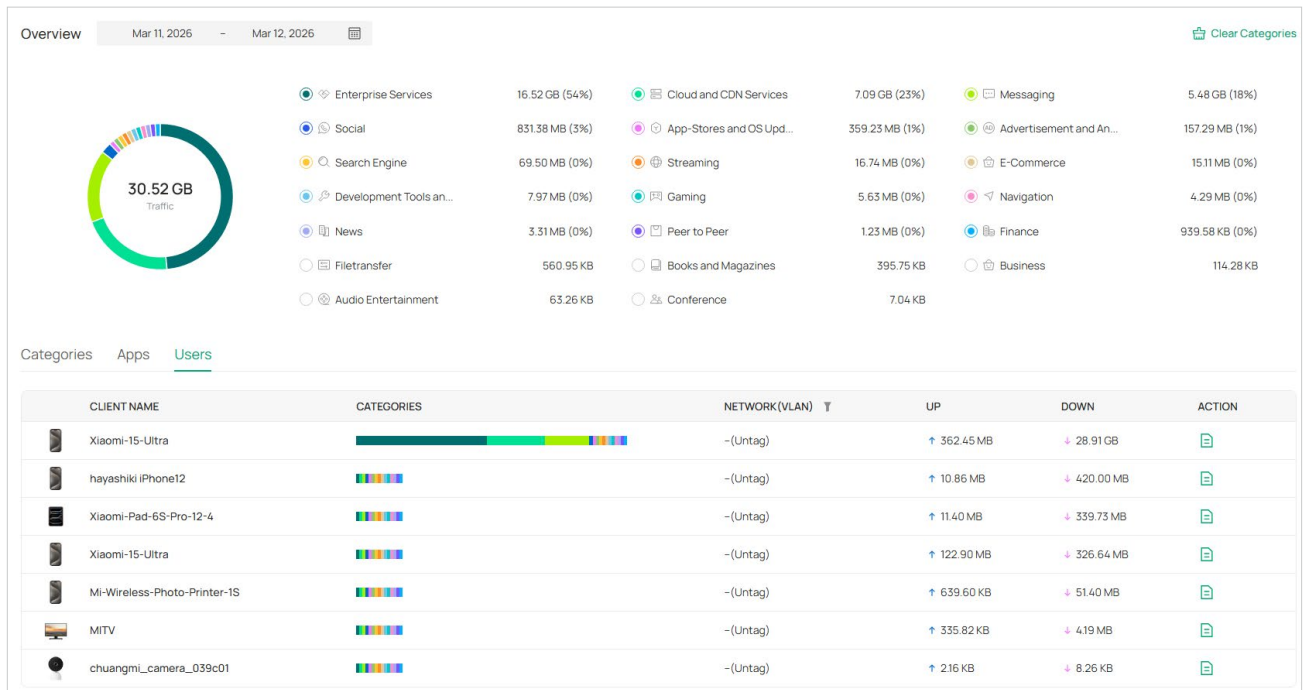 Overview Mar 11, 2026 – Mar 12, 2026 Clear Categories
Enterprise Services 16.52 GB (54%) Cloud and CDN Services 7.09 GB (23%) Messaging 5.48 GB (18%)
Social 831.38 MB (3%) App-Stores and OS Upd... 359.23 MB (1%) Advertisement and An... 157.29 MB (1%)
Search Engine 69.50 MB (0%) Streaming 16.74 MB (0%) E-Commerce 15.11 MB (0%)
30.52 GB
Traffic
Development Tools an... 7.97 MB (0%) Gaming 5.63 MB (0%) Navigation 4.29 MB (0%)
News 3.31 MB (0%) Peer to Peer 1.23 MB (0%) Finance 939.58 KB (0%)
Filetransfer 560.95 KB Books and Magazines 395.75 KB Business 114.28 KB
Audio Entertainment 63.26 KB Conference 7.04 KB
Categories Apps Users
CLIENT NAME CATEGORIES NETWORK(VLAN) UP DOWN ACTION
Xiaomi-15-Ultra –(Untag) ↑ 362.45 MB ↓ 28.91 GB
hayashiki iPhone12 –(Untag) ↑ 10.86 MB ↓ 420.00 MB
Xiaomi-Pad-6S-Pro-12-4 –(Untag) ↑ 11.40 MB ↓ 339.73 MB
Xiaomi-15-Ultra –(Untag) ↑ 122.90 MB ↓ 326.64 MB
Mi-Wireless-Photo-Printer-1S –(Untag) ↑ 639.60 KB ↓ 51.40 MB
MITV –(Untag) ↑ 335.82 KB ↓ 4.19 MB
chuangmi_camera_039c01 –(Untag) ↑ 2.16 KB ↓ 8.26 KB